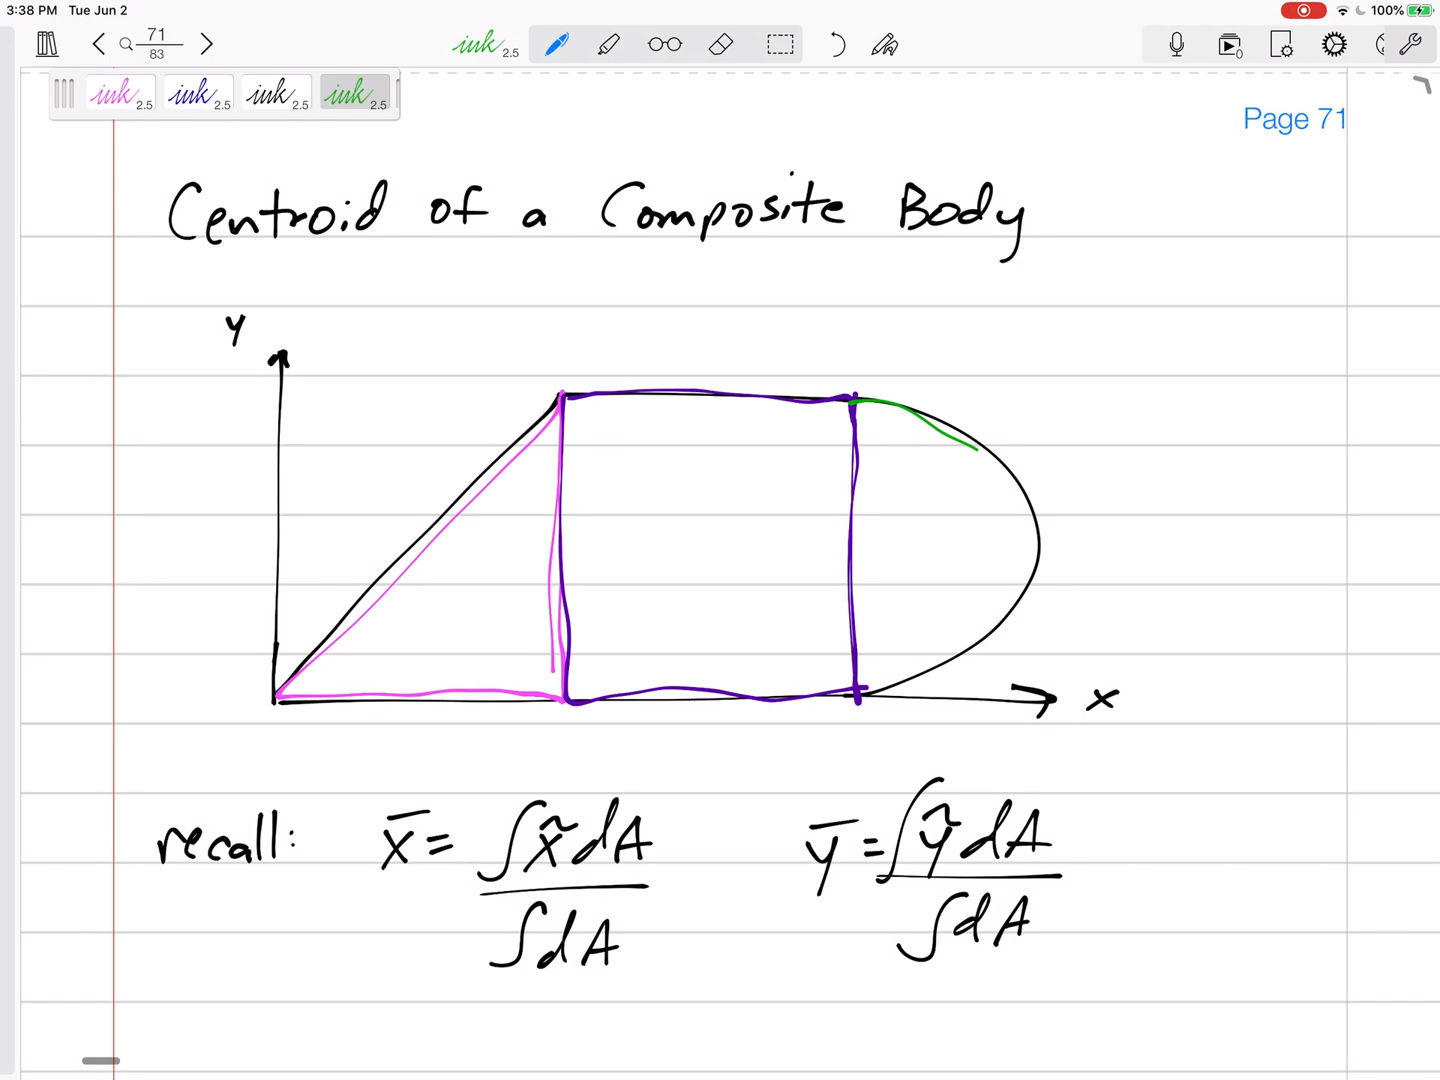 3:38 PM Tue Jun 2
100%
71
83
ink 2.5
0
ink 2.5 ink 2.5 ink 2.5 ink 2.5
Page 71
Centroid of a Composite Body
Y
X
recall: x̄ = ∫x̃dA / ∫dA ȳ = ∫ỹdA / ∫dA